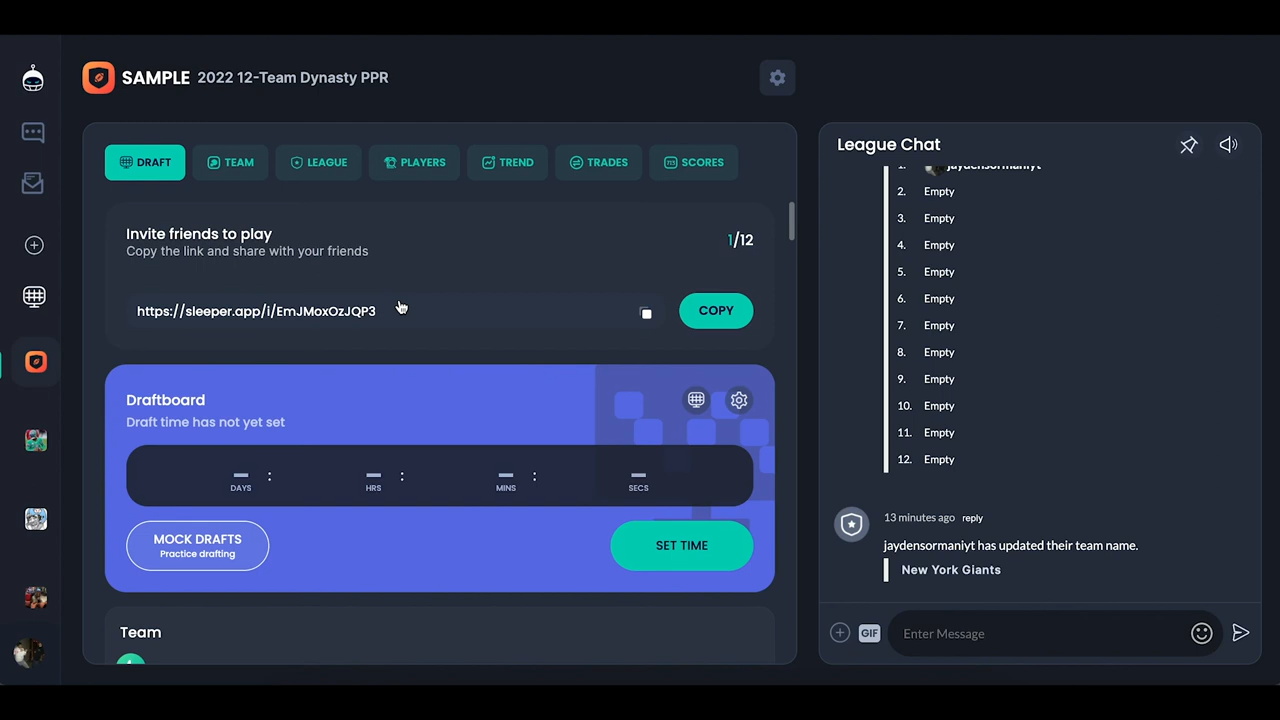 SAMPLE 2022 12-Team Dynasty PPR
DRAFT TEAM LEAGUE PLAYERS TREND TRADES SCORES
Invite friends to play
Copy the link and share with your friends
1/12
https://sleeper.app/i/EmJMoxOzJQP3
COPY
Draftboard
Draft time has not yet set
DAYS : HRS : MINS : SECS
MOCK DRAFTS
Practice drafting
SET TIME
Team
League Chat
1. jaydensormaniyt
2. Empty
3. Empty
4. Empty
5. Empty
6. Empty
7. Empty
8. Empty
9. Empty
10. Empty
11. Empty
12. Empty
13 minutes ago reply
jaydensormaniyt has updated their team name.
New York Giants
GIF Enter Message